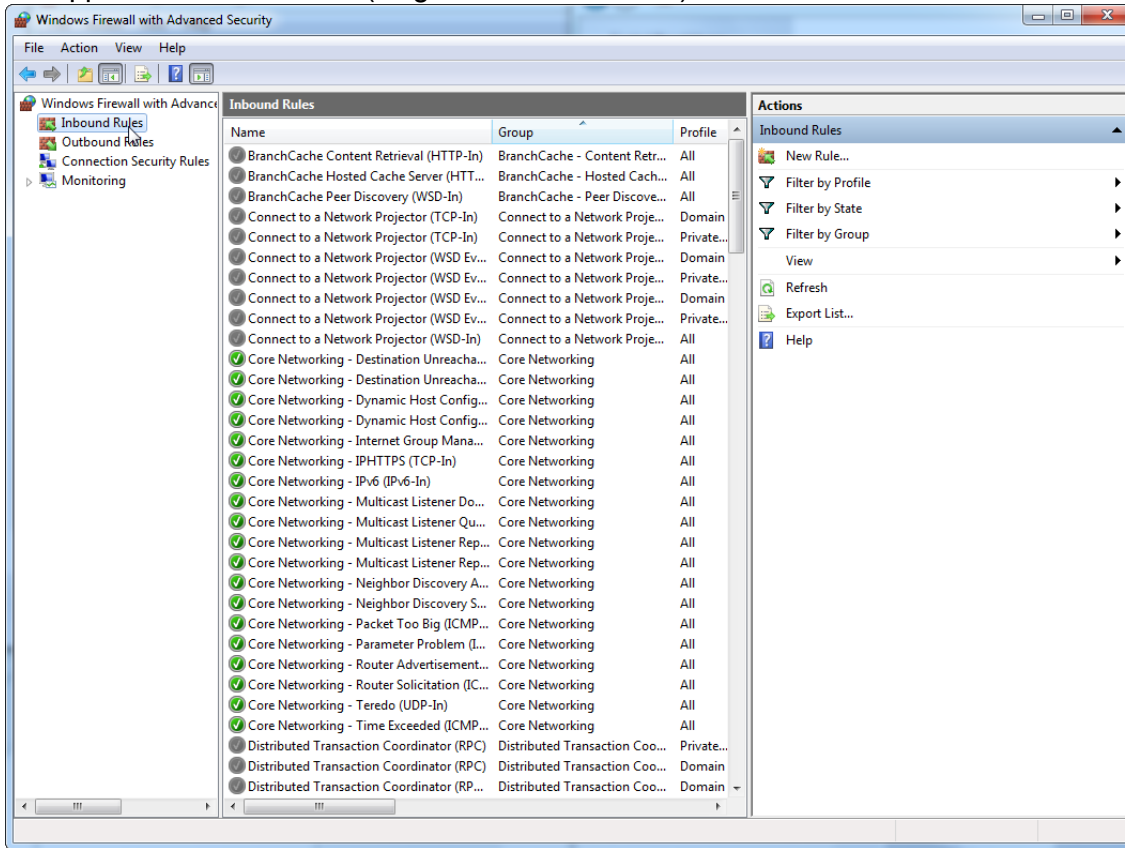 Windows Firewall with Advanced Security
File Action View Help
Windows Firewall with Advance
Inbound Rules
Outbound Rules
Connection Security Rules
Monitoring
Inbound Rules
Name Group Profile
BranchCache Content Retrieval (HTTP-In) BranchCache - Content Retr... All
BranchCache Hosted Cache Server (HTT... BranchCache - Hosted Cach... All
BranchCache Peer Discovery (WSD-In) BranchCache - Peer Discove... All
Connect to a Network Projector (TCP-In) Connect to a Network Proje... Domain
Connect to a Network Projector (TCP-In) Connect to a Network Proje... Private...
Connect to a Network Projector (WSD Ev... Connect to a Network Proje... Domain
Connect to a Network Projector (WSD Ev... Connect to a Network Proje... Private...
Connect to a Network Projector (WSD Ev... Connect to a Network Proje... Domain
Connect to a Network Projector (WSD Ev... Connect to a Network Proje... Private...
Connect to a Network Projector (WSD-In) Connect to a Network Proje... All
Core Networking - Destination Unreacha... Core Networking All
Core Networking - Destination Unreacha... Core Networking All
Core Networking - Dynamic Host Config... Core Networking All
Core Networking - Dynamic Host Config... Core Networking All
Core Networking - Internet Group Mana... Core Networking All
Core Networking - IPHTTPS (TCP-In) Core Networking All
Core Networking - IPv6 (IPv6-In) Core Networking All
Core Networking - Multicast Listener Do... Core Networking All
Core Networking - Multicast Listener Qu... Core Networking All
Core Networking - Multicast Listener Rep... Core Networking All
Core Networking - Multicast Listener Rep... Core Networking All
Core Networking - Neighbor Discovery A... Core Networking All
Core Networking - Neighbor Discovery S... Core Networking All
Core Networking - Packet Too Big (ICMP... Core Networking All
Core Networking - Parameter Problem (I... Core Networking All
Core Networking - Router Advertisement... Core Networking All
Core Networking - Router Solicitation (IC... Core Networking All
Core Networking - Teredo (UDP-In) Core Networking All
Core Networking - Time Exceeded (ICMP... Core Networking All
Distributed Transaction Coordinator (RPC) Distributed Transaction Coo... Private...
Distributed Transaction Coordinator (RPC) Distributed Transaction Coo... Domain
Distributed Transaction Coordinator (RP... Distributed Transaction Coo... Domain
Actions
Inbound Rules
New Rule...
Filter by Profile
Filter by State
Filter by Group
View
Refresh
Export List...
Help